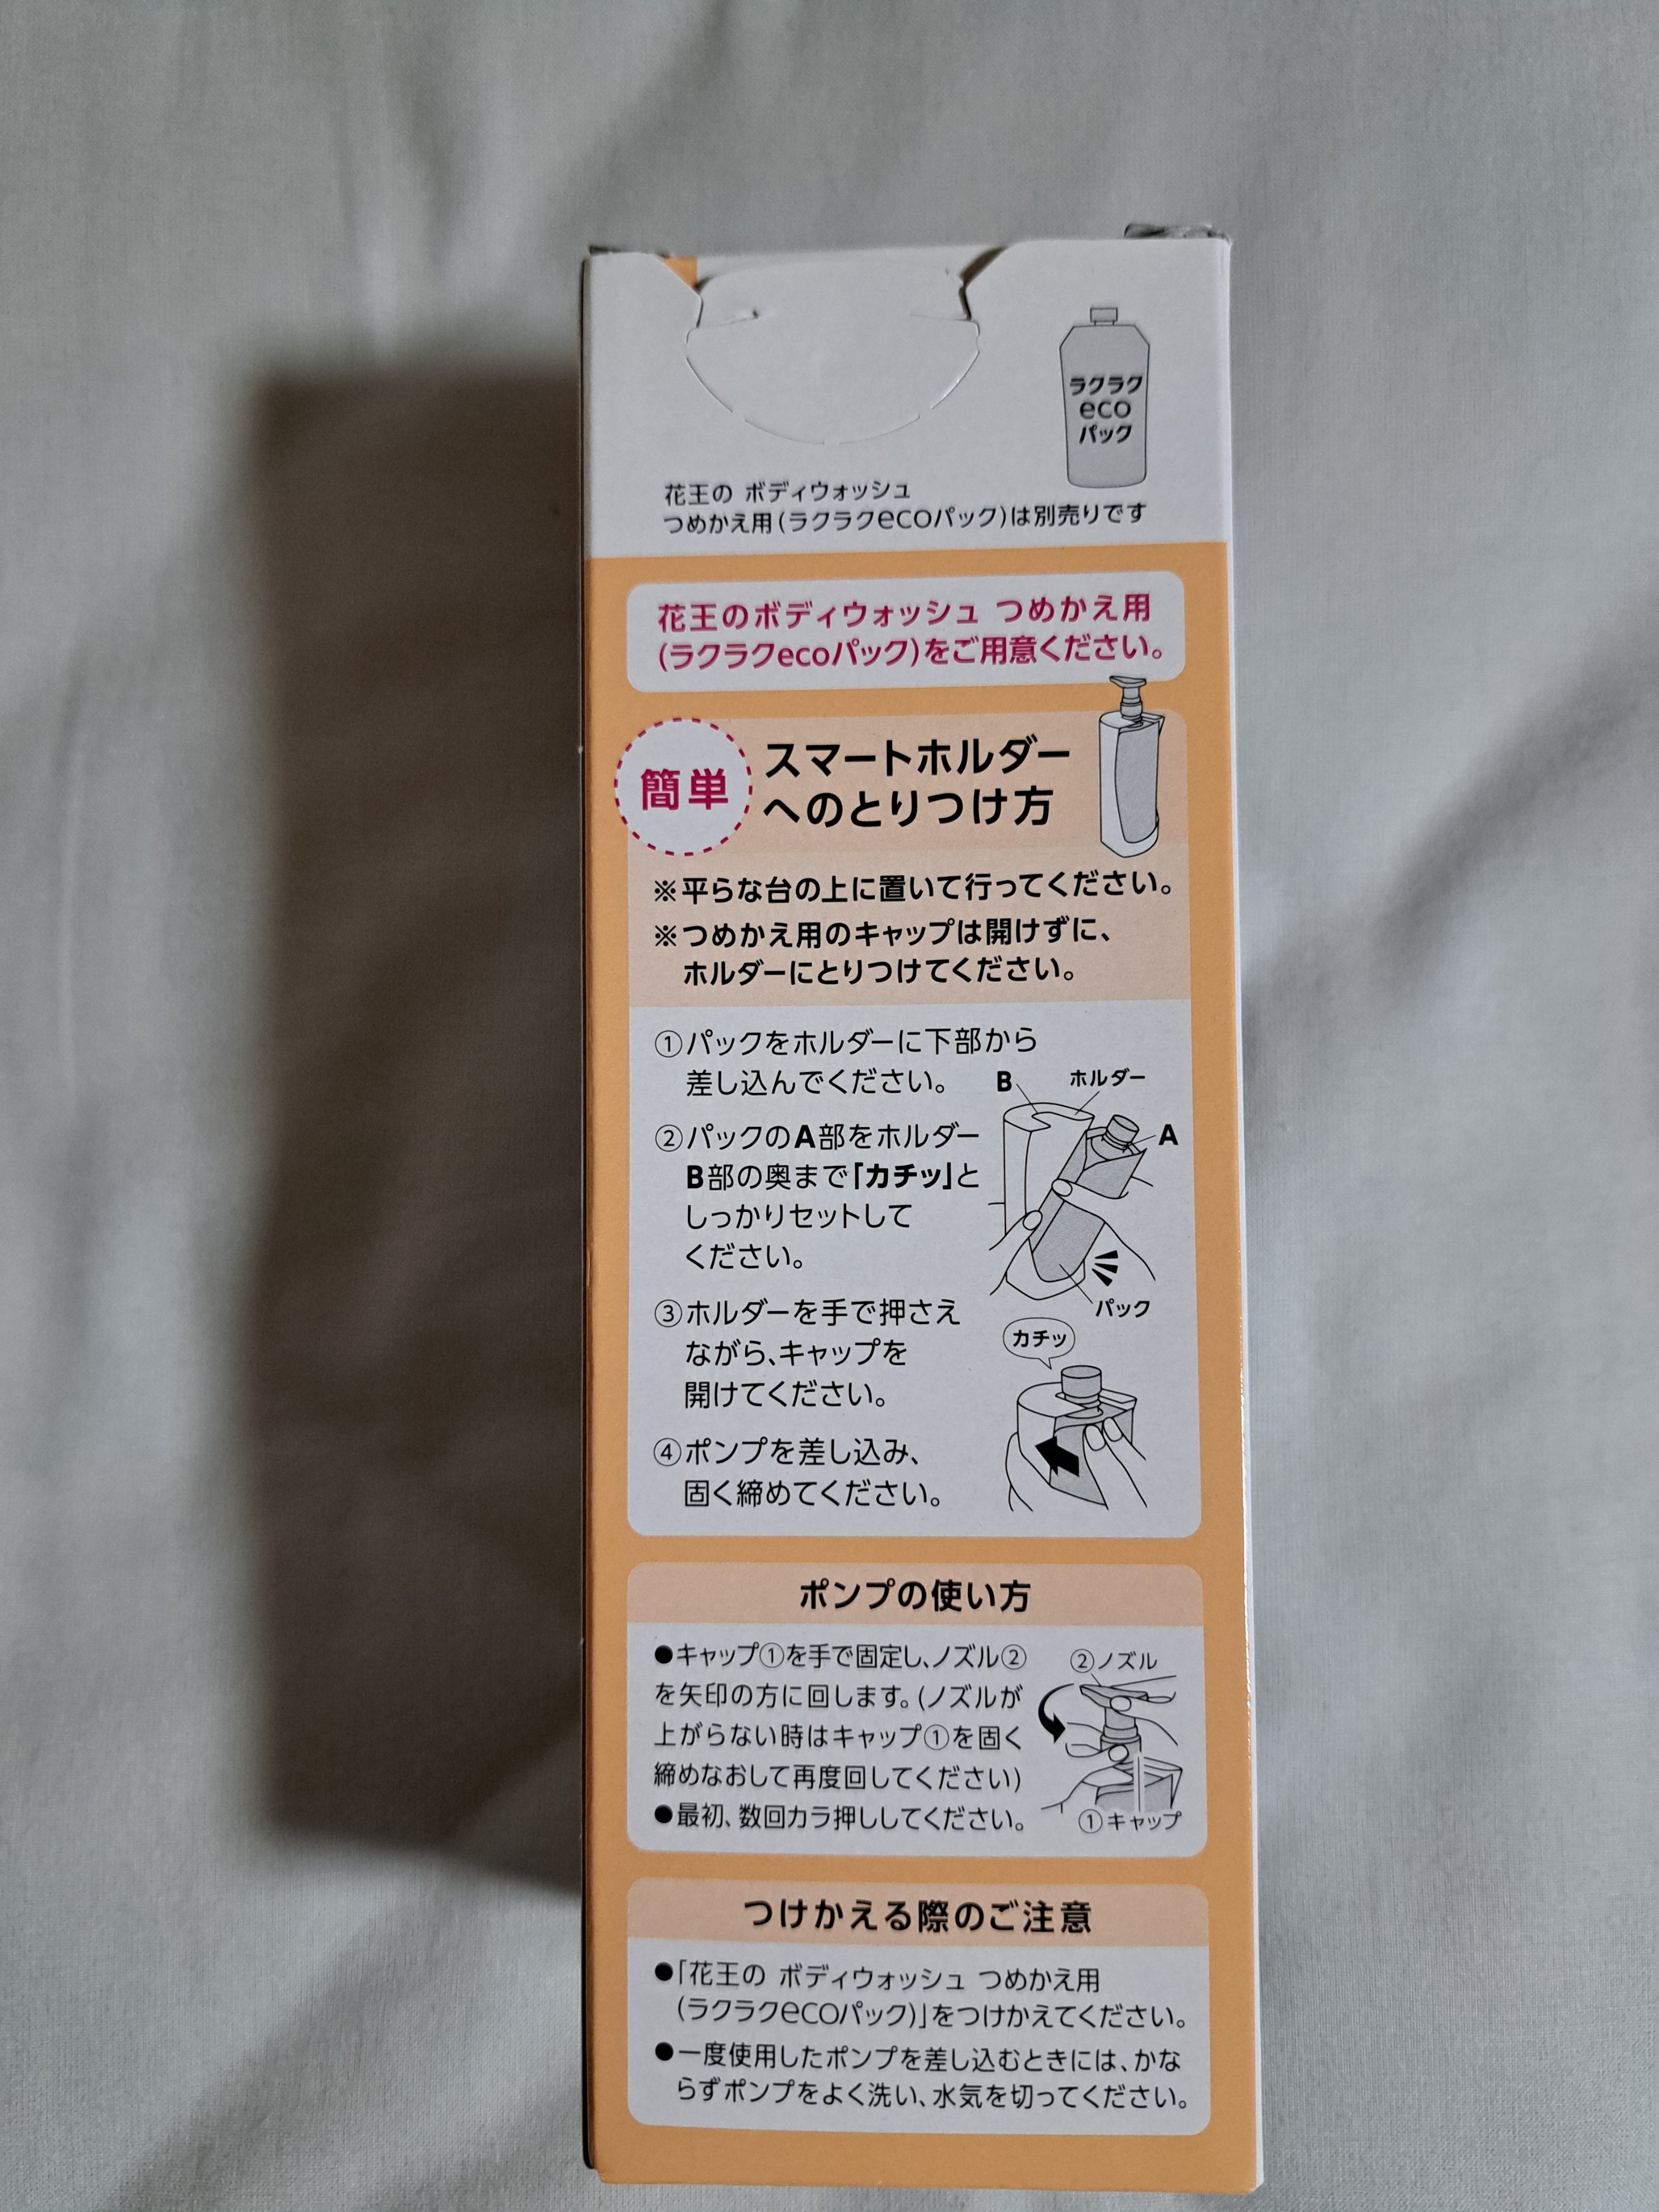 ラクラク
eco
パック
花王の ボディウォッシュ
つめかえ用(ラクラクecoパック)は別売りです
花王のボディウォッシュ つめかえ用
(ラクラクecoパック)をご用意ください。
簡単
スマートホルダー
へのとりつけ方
※平らな台の上に置いて行ってください。
※つめかえ用のキャップは開けずに、
ホルダーにとりつけてください。
①パックをホルダーに下部から
差し込んでください。
②パックのA部をホルダー
B部の奥まで「カチッ」と
しっかりセットして
ください。
③ホルダーを手で押さえ
ながら、キャップを
開けてください。
④ポンプを差し込み、
固く締めてください。
B
ホルダー
A
パック
カチッ
ポンプの使い方
●キャップ①を手で固定し、ノズル②
を矢印の方に回します。(ノズルが
上がらない時はキャップ①を固く
締めなおして再度回してください)
●最初、数回カラ押ししてください。
②ノズル
①キャップ
つけかえる際のご注意
●「花王の ボディウォッシュ つめかえ用
(ラクラクecoパック)」をつけかえてください。
●一度使用したポンプを差し込むときには、かな
らずポンプをよく洗い、水気を切ってください。